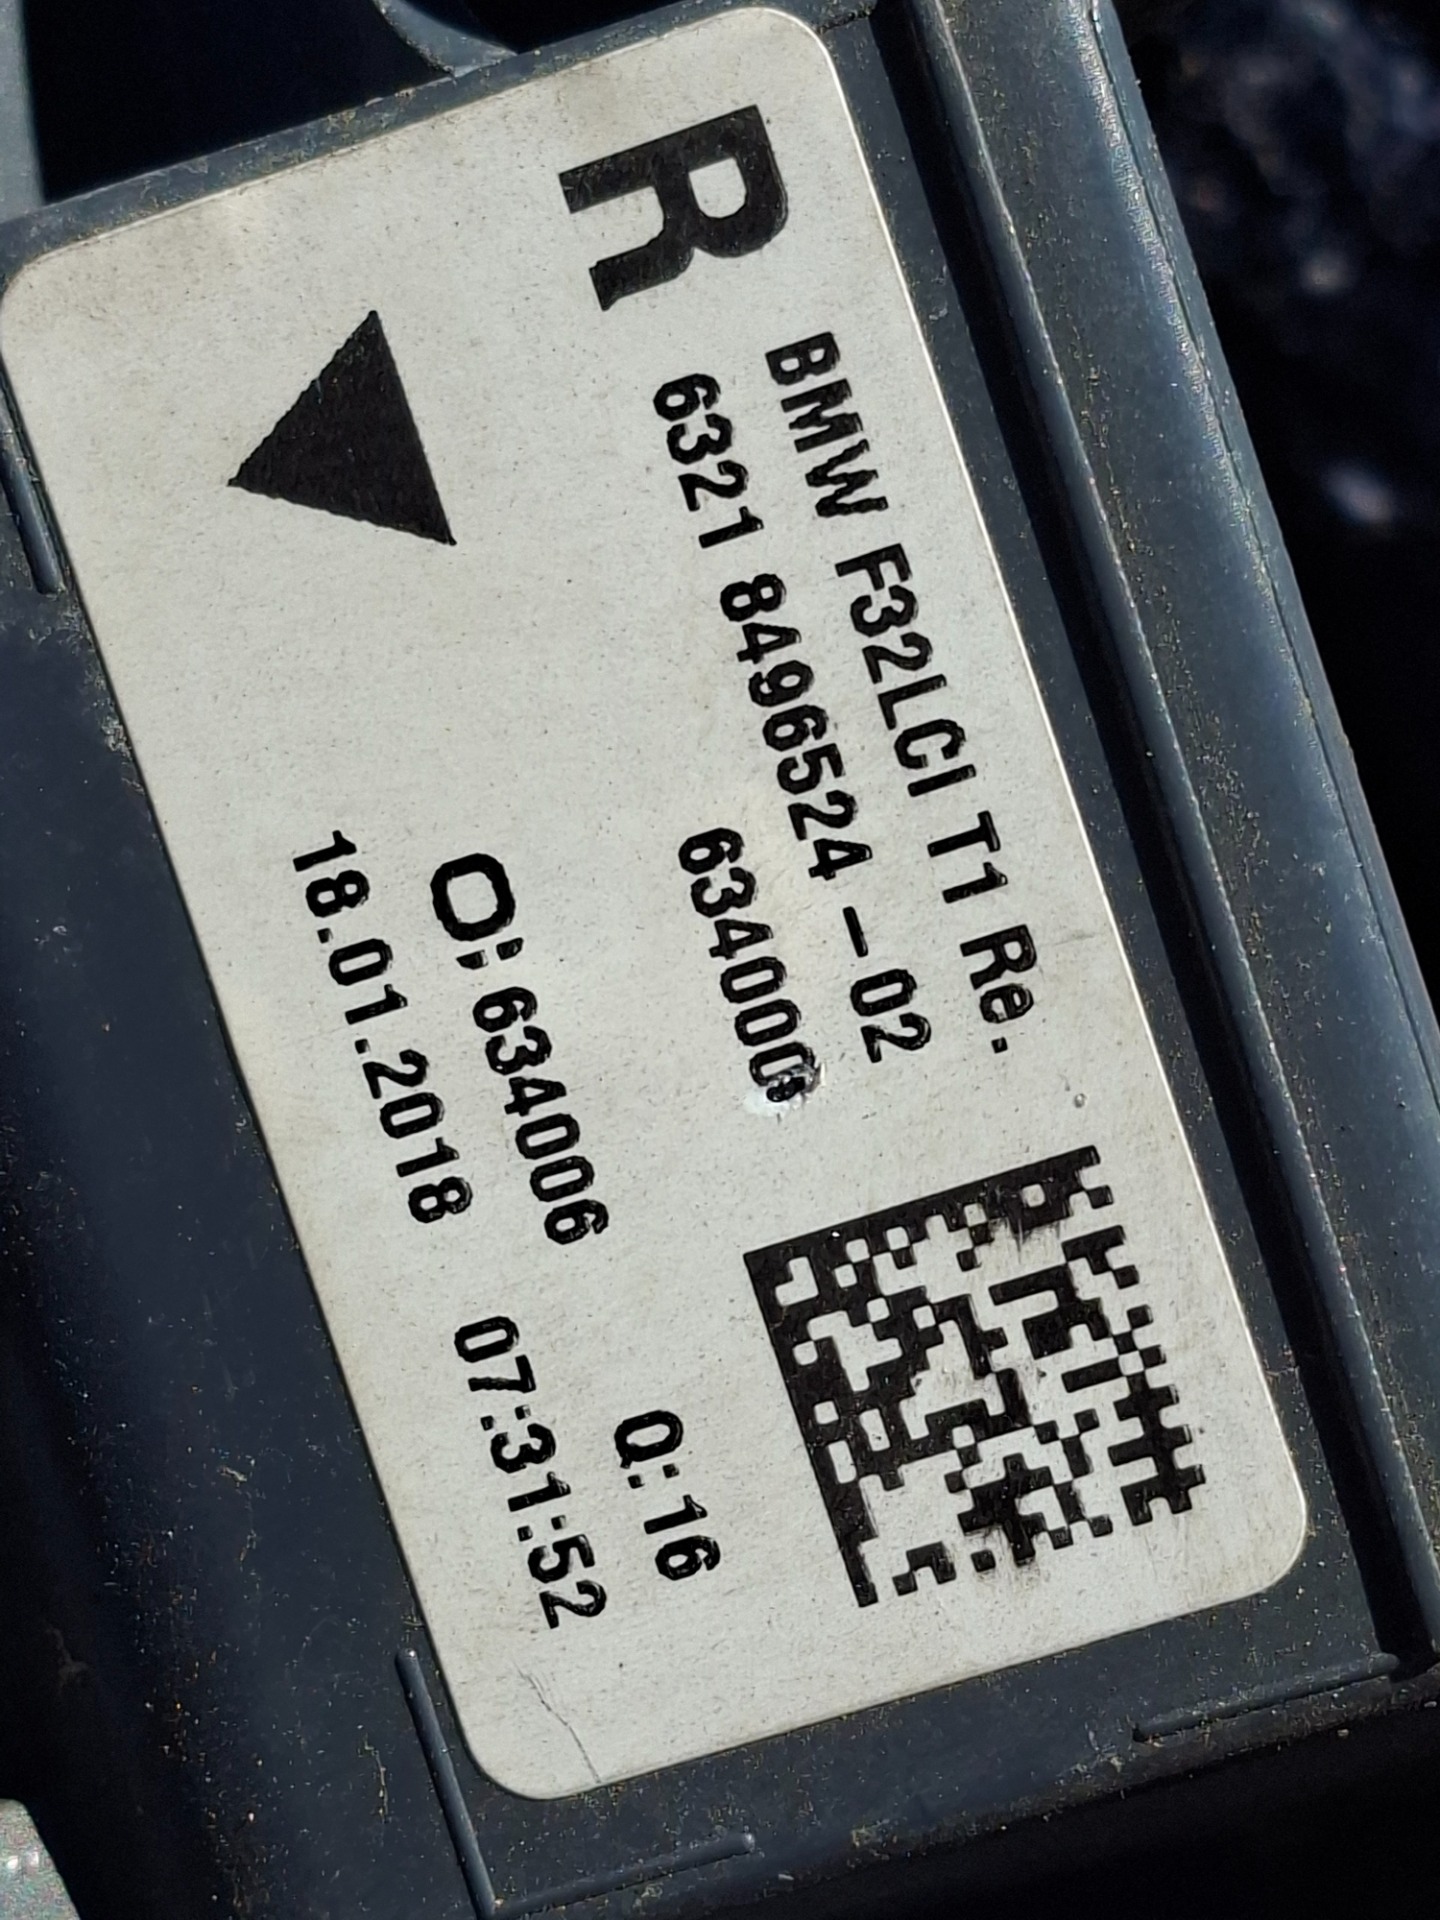 R
BMW F32LCI T1 Re.
6321 8496524 – 02
634000
O: 634006 Q: 16
18.01.2018 07:31:52